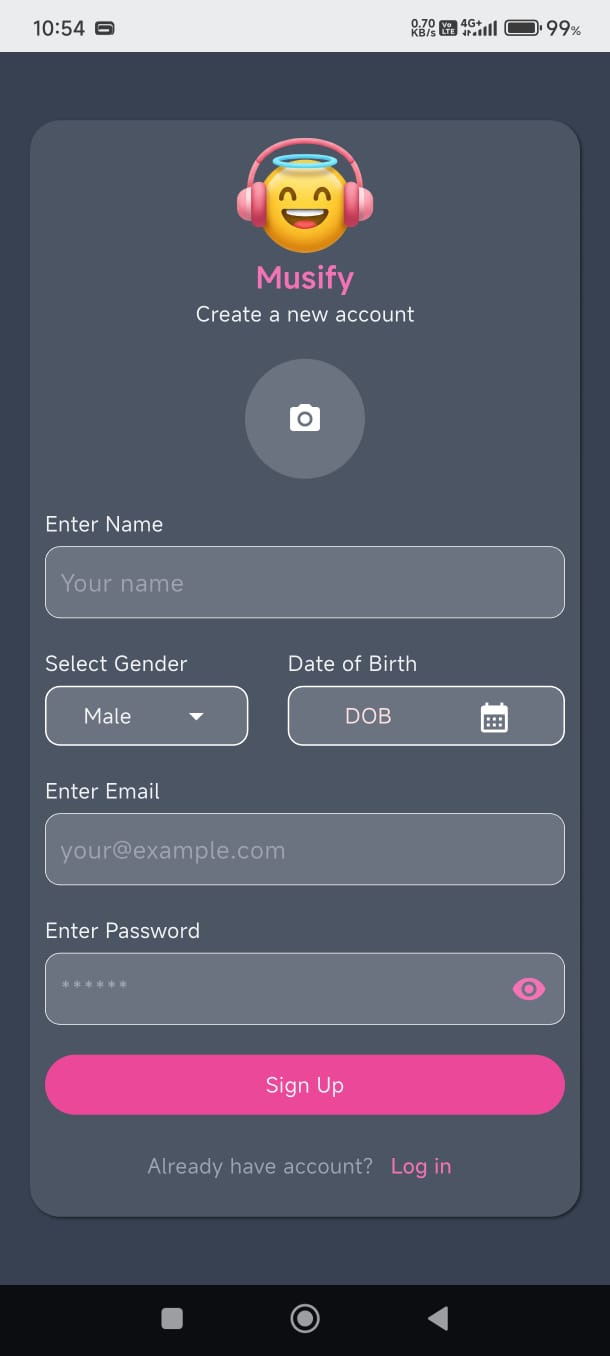 10:54
0.70 KB/s Vo LTE 4G+ 99%
Musify
Create a new account
Enter Name
Your name
Select Gender Date of Birth
Male DOB
Enter Email
your@example.com
Enter Password
******
Sign Up
Already have account? Log in